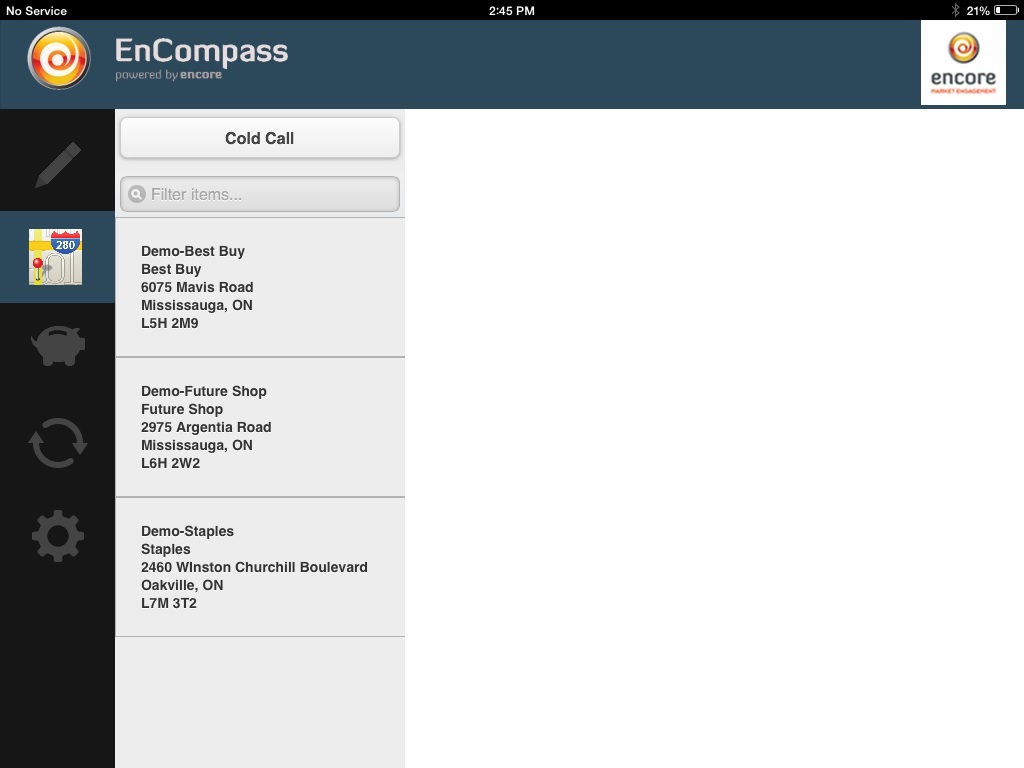 No Service
2:45 PM
21%
EnCompass
powered by encore
encore
MARKET ENGAGEMENT
Cold Call
Filter items...
280
Demo-Best Buy
Best Buy
6075 Mavis Road
Mississauga, ON
L5H 2M9
Demo-Future Shop
Future Shop
2975 Argentia Road
Mississauga, ON
L6H 2W2
Demo-Staples
Staples
2460 WInston Churchill Boulevard
Oakville, ON
L7M 3T2